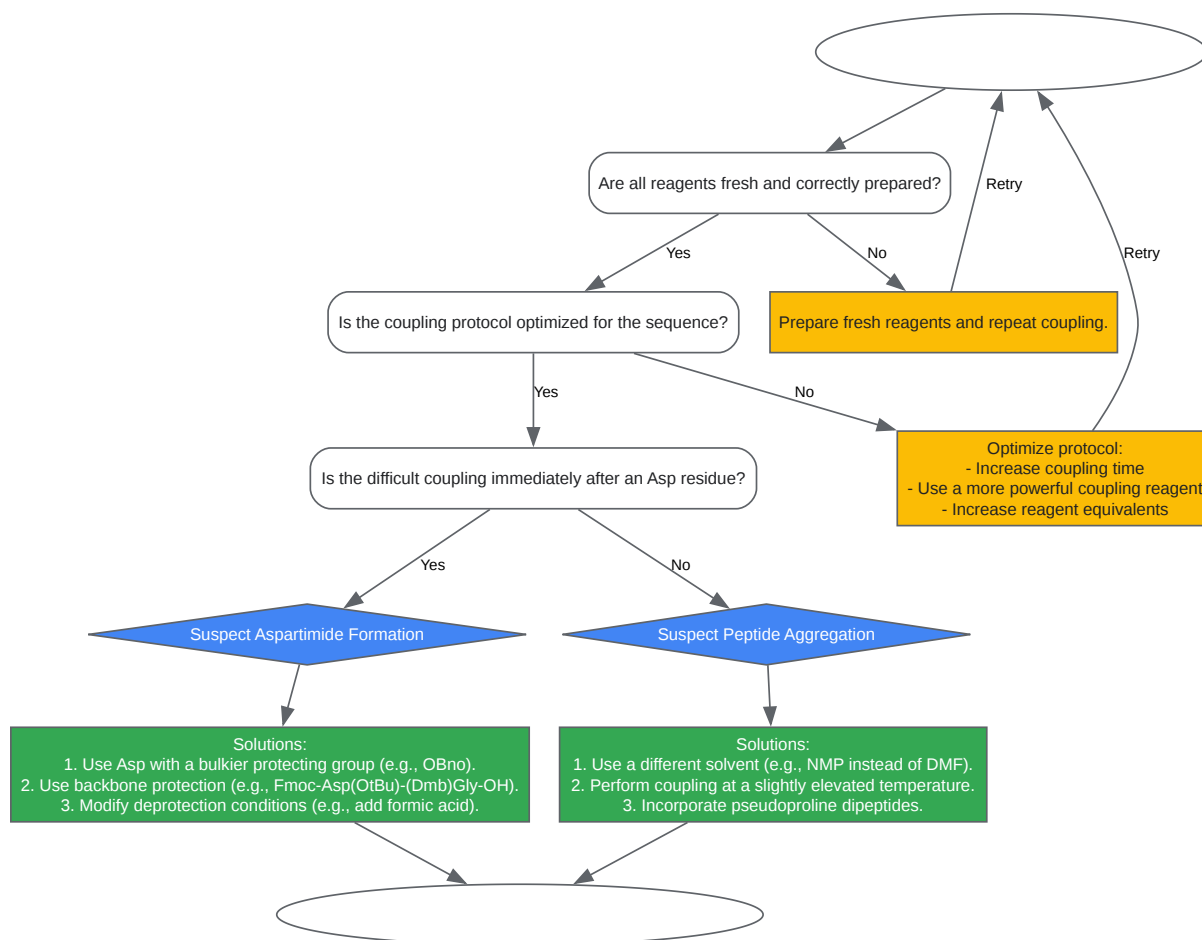 Are all reagents fresh and correctly prepared?
Retry
Yes
No
Retry
Is the coupling protocol optimized for the sequence?
Prepare fresh reagents and repeat coupling.
Yes
No
Optimize protocol:
- Increase coupling time
- Use a more powerful coupling reagent
- Increase reagent equivalents
Is the difficult coupling immediately after an Asp residue?
Yes
No
Suspect Aspartimide Formation
Suspect Peptide Aggregation
Solutions:
1. Use Asp with a bulkier protecting group (e.g., OBno).
2. Use backbone protection (e.g., Fmoc-Asp(OtBu)-(Dmb)Gly-OH).
3. Modify deprotection conditions (e.g., add formic acid).
Solutions:
1. Use a different solvent (e.g., NMP instead of DMF).
2. Perform coupling at a slightly elevated temperature.
3. Incorporate pseudoproline dipeptides.